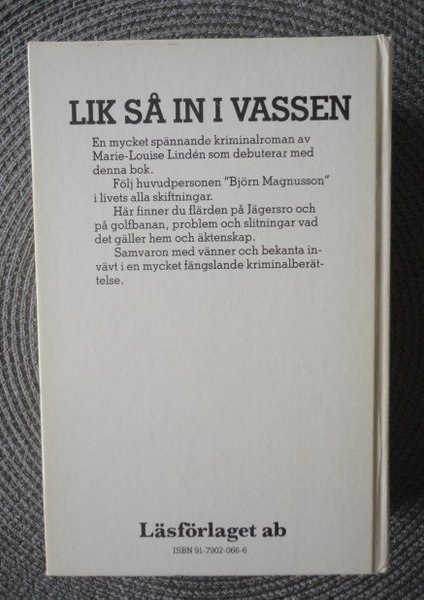 LIK SÅ IN I VASSEN
En mycket spännande kriminalroman av
Marie-Louise Lindén som debuterar med
denna bok.
Följ huvudpersonen ”Björn Magnusson”
i livets alla skiftningar.
Här finner du flärden på Jägersro och
på golfbanan, problem och slitningar vad
det gäller hem och äktenskap.
Samvaron med vänner och bekanta in-
vävt i en mycket fängslande kriminalberät-
telse.
Läsförlaget ab
ISBN 91-7902-066-6